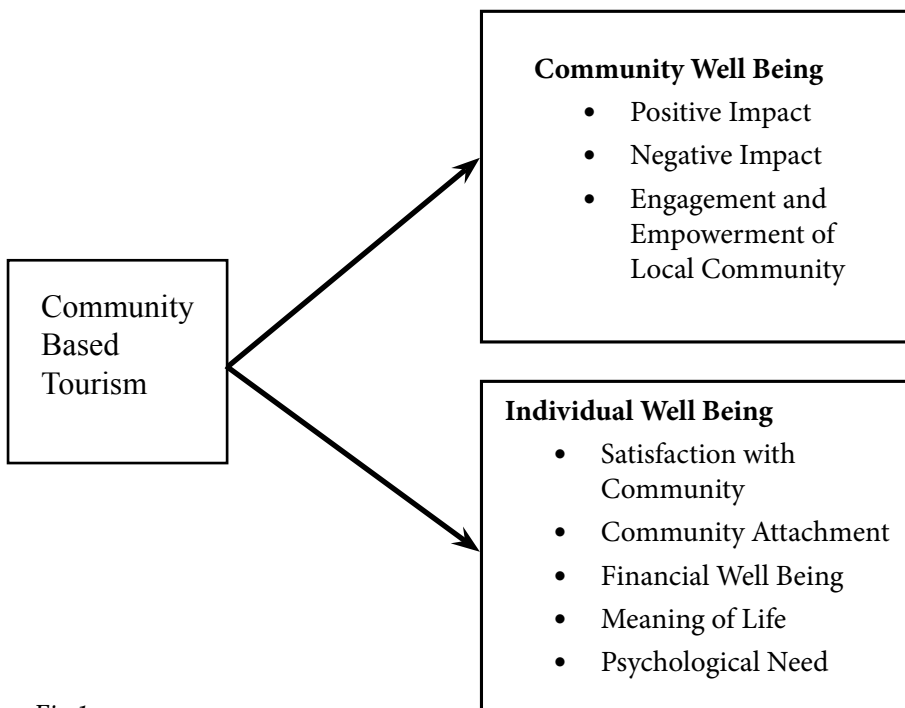 Community Well Being
• Positive Impact
• Negative Impact
• Engagement and
Empowerment of
Local Community
Community
Based
Tourism
Individual Well Being
• Satisfaction with
Community
• Community Attachment
• Financial Well Being
• Meaning of Life
• Psychological Need